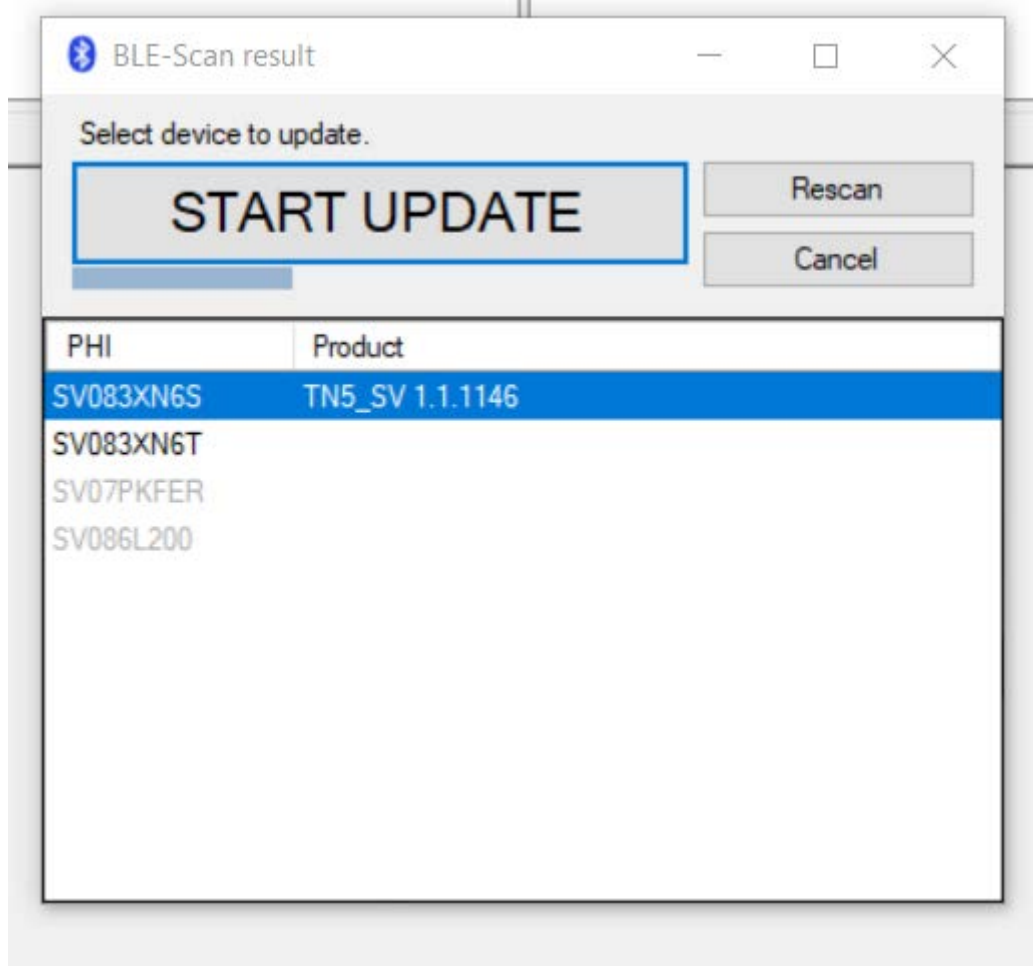 BLE-Scan result
Select device to update.
START UPDATE
Rescan
Cancel
PHI Product
SV083XN6S TN5_SV 1.1.1146
SV083XN6T
SV07PKFER
SV086L200